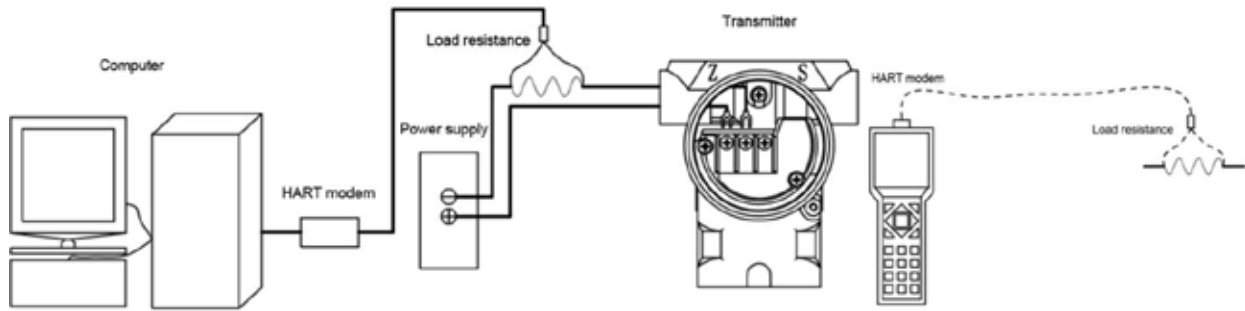 Transmitter
Load resistance
Computer
HART modem
Z S
Load resistance
Power supply
HART modem